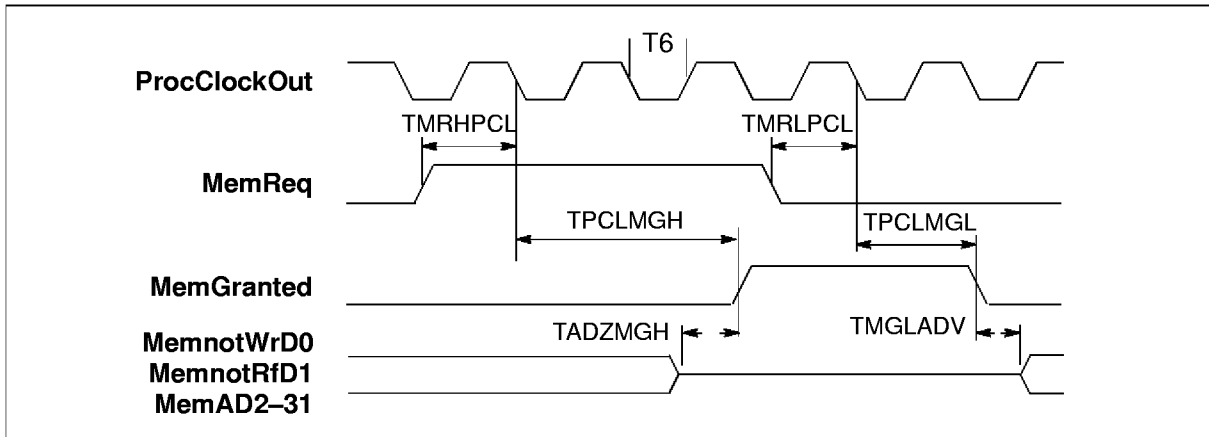 T6
ProcClockOut
TMRHPCL
TMRLPCL
MemReq
TPCLMGH
TPCLMGL
MemGranted
TADZMGH
TMGLADV
MemnotWrD0
MemnotRfD1
MemAD2–31